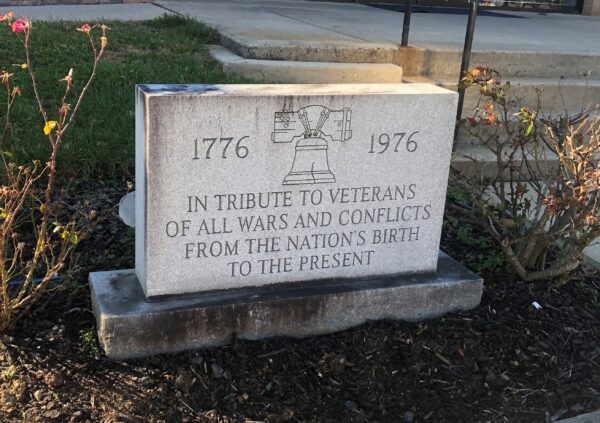 1776 1976
IN TRIBUTE TO VETERANS
OF ALL WARS AND CONFLICTS
FROM THE NATION'S BIRTH
TO THE PRESENT